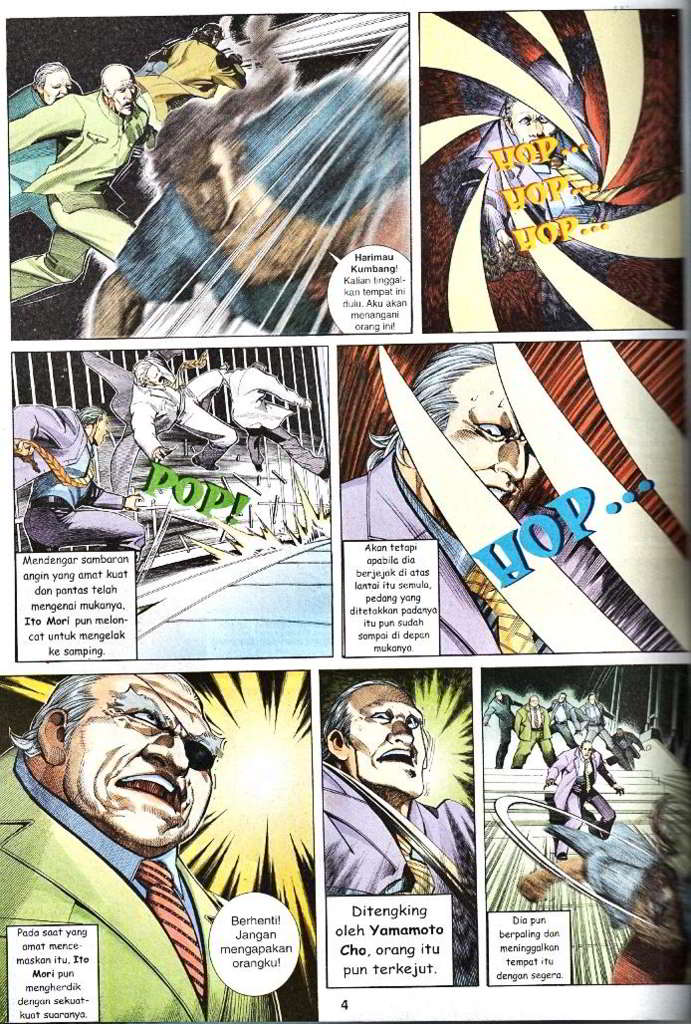 Harimau
Kumbang!
Kalian tinggal-
kan tempat ini
dulu. Aku akan
menangani
orang ini!
HOP...
HOP...
HOP...
POP!
Mendengar sambaran
angin yang amat kuat
dan pantas telah
mengenai mukanya,
Ito Mori pun melon-
cat untuk mengelak
ke samping.
HOP...
Akan tetapi
apabila dia
berjejak di atas
lantai itu semula,
pedang yang
ditetakkan padanya
itu pun sudah
sampai di depan
mukanya.
Pada saat yang
amat mence-
maskan itu, Ito
Mori pun
mengherdik
dengan sekuat-
kuat suaranya.
Berhenti!
Jangan
mengapakan
orangku!
Ditengking
oleh Yamamoto
Cho, orang itu
pun terkejut.
Dia pun
berpaling dan
meninggalkan
tempat itu
dengan segera.
4